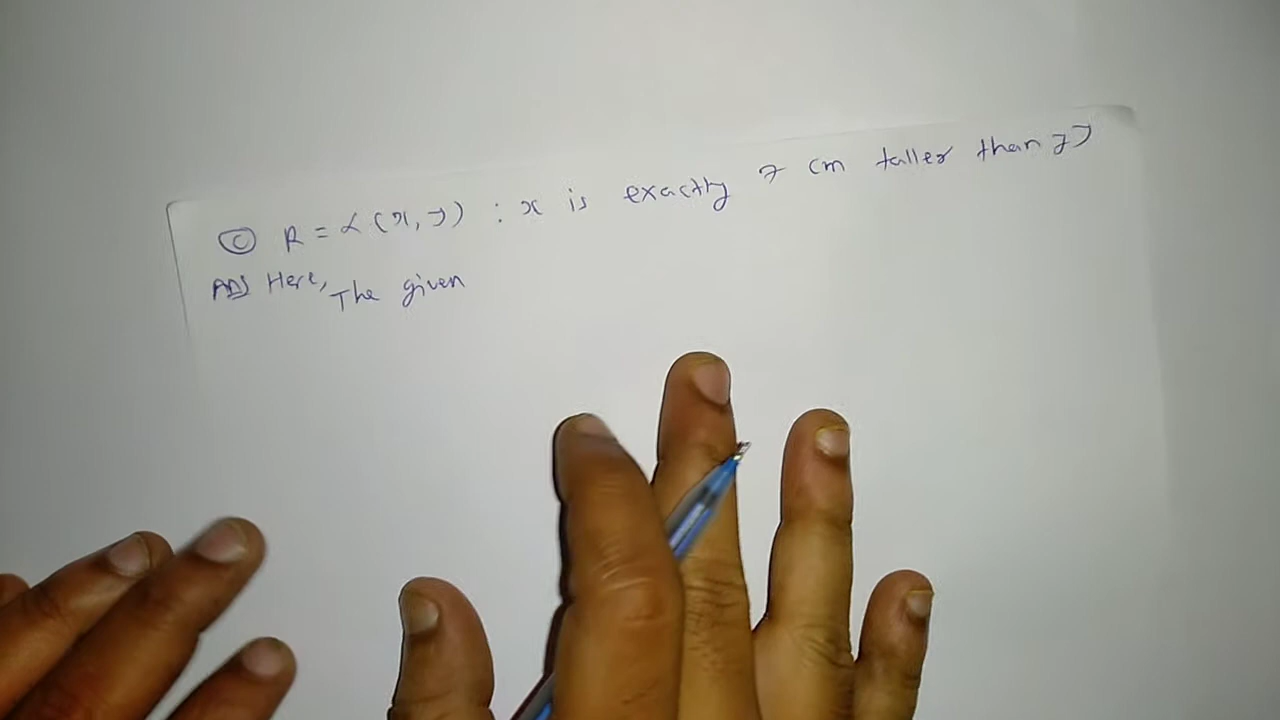 (C) R = {(x, y) : x is exactly 7 cm taller than y}
Ans Here, The given